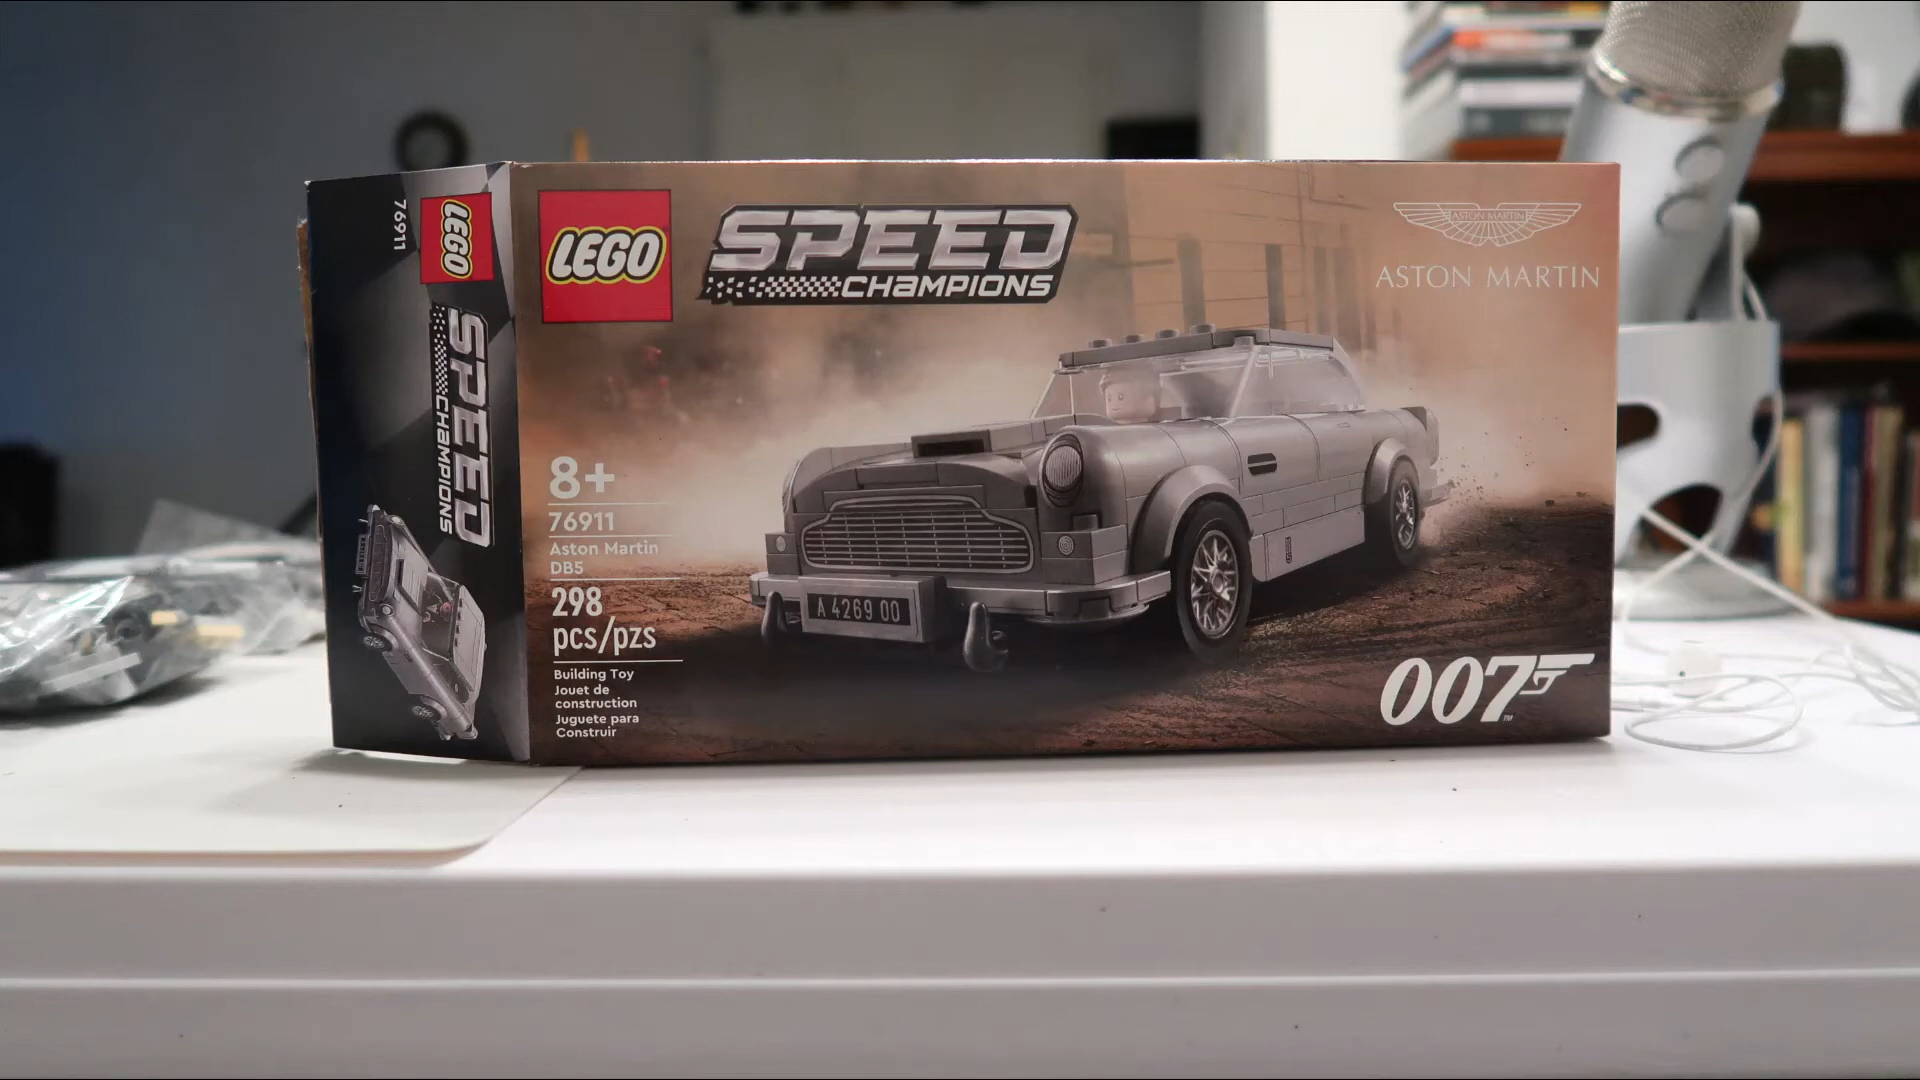 76911
LEGO
SPEED
CHAMPIONS
LEGO
SPEED
CHAMPIONS
ASTON MARTIN
ASTON MARTIN
8+
76911
Aston Martin
DB5
298
pcs/pzs
Building Toy
Jouet de
construction
Juguete para
Construir
A 4269 00
007
TM